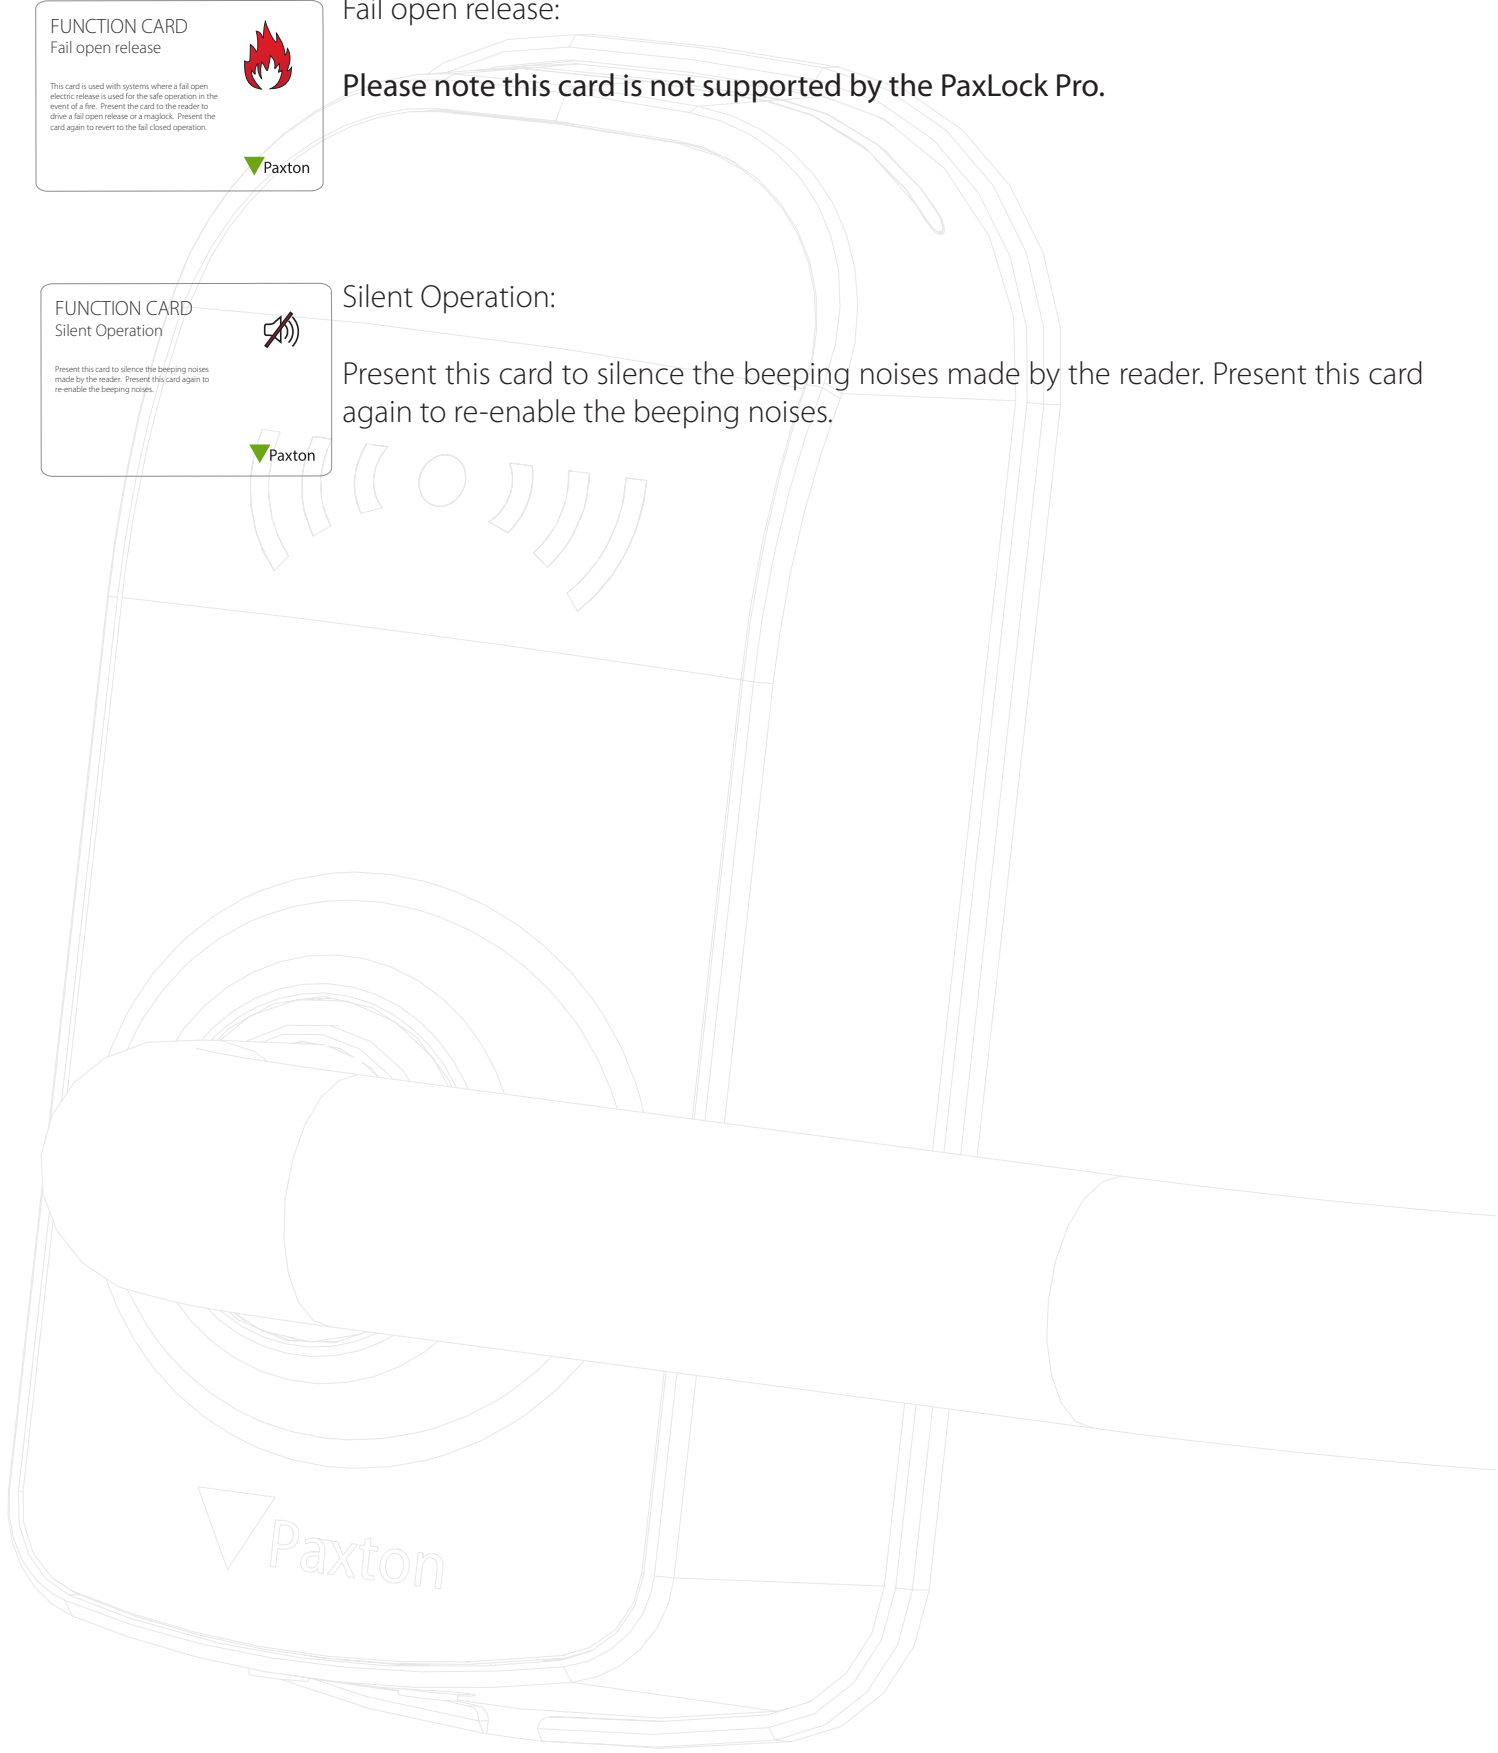 FUNCTION CARD
Fail open release
This card is used with systems where a fail open
electric release is used for the safe operation in the
event of a fire. Present the card to the reader to
drive a fail open release or a maglock. Present the
card again to revert to the fail closed operation.
Paxton
Fail open release:
Please note this card is not supported by the PaxLock Pro.
FUNCTION CARD
Silent Operation
Present this card to silence the beeping noises
made by the reader. Present this card again to
re-enable the beeping noises.
Paxton
Silent Operation:
Present this card to silence the beeping noises made by the reader. Present this card
again to re-enable the beeping noises.
Paxton